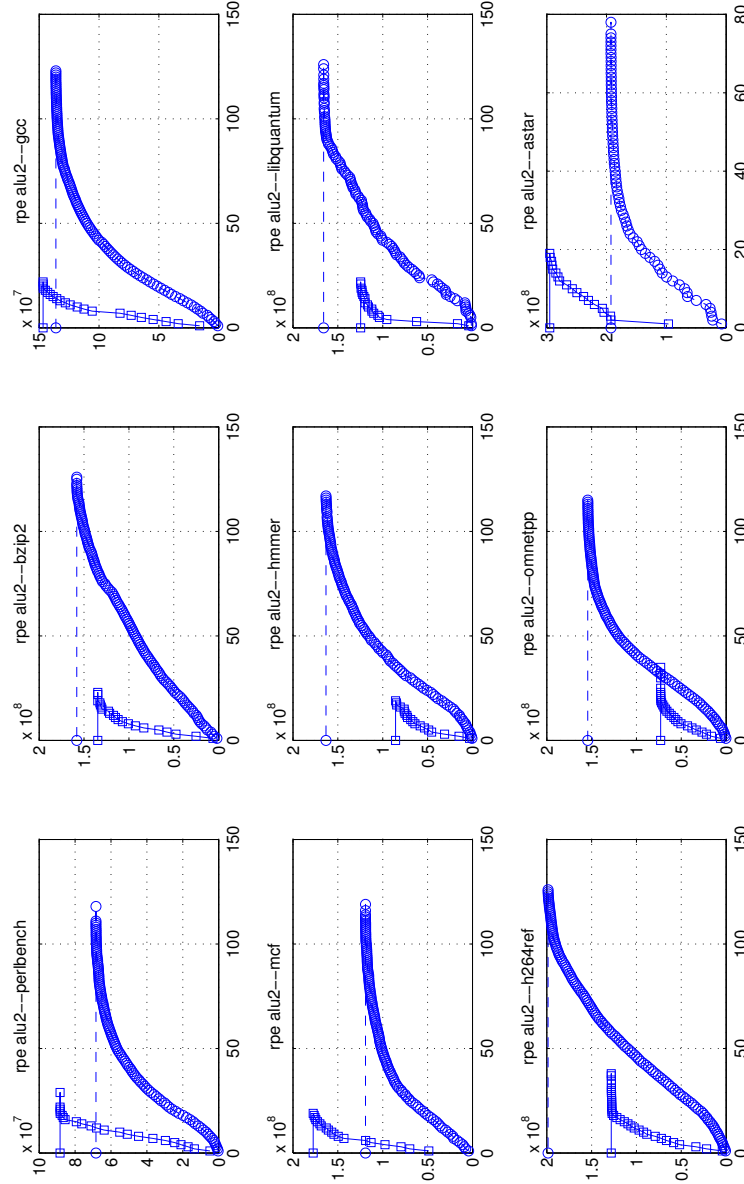 rpe alu2---perlbench
x 10^7
10
8
6
4
2
0
0 50 100 150
rpe alu2---bzip2
x 10^8
2
1.5
1
0.5
0
0 50 100 150
rpe alu2---gcc
x 10^7
15
10
5
0
0 50 100 150
rpe alu2---mcf
x 10^8
2
1.5
1
0.5
0
0 50 100 150
rpe alu2---hmmer
x 10^8
2
1.5
1
0.5
0
0 50 100 150
rpe alu2---libquantum
x 10^8
2
1.5
1
0.5
0
0 50 100 150
rpe alu2---h264ref
x 10^8
2
1.5
1
0.5
0
0 50 100 150
rpe alu2---omnetpp
x 10^8
2
1.5
1
0.5
0
0 50 100 150
rpe alu2---astar
x 10^8
3
2
1
0
0 20 40 60 80